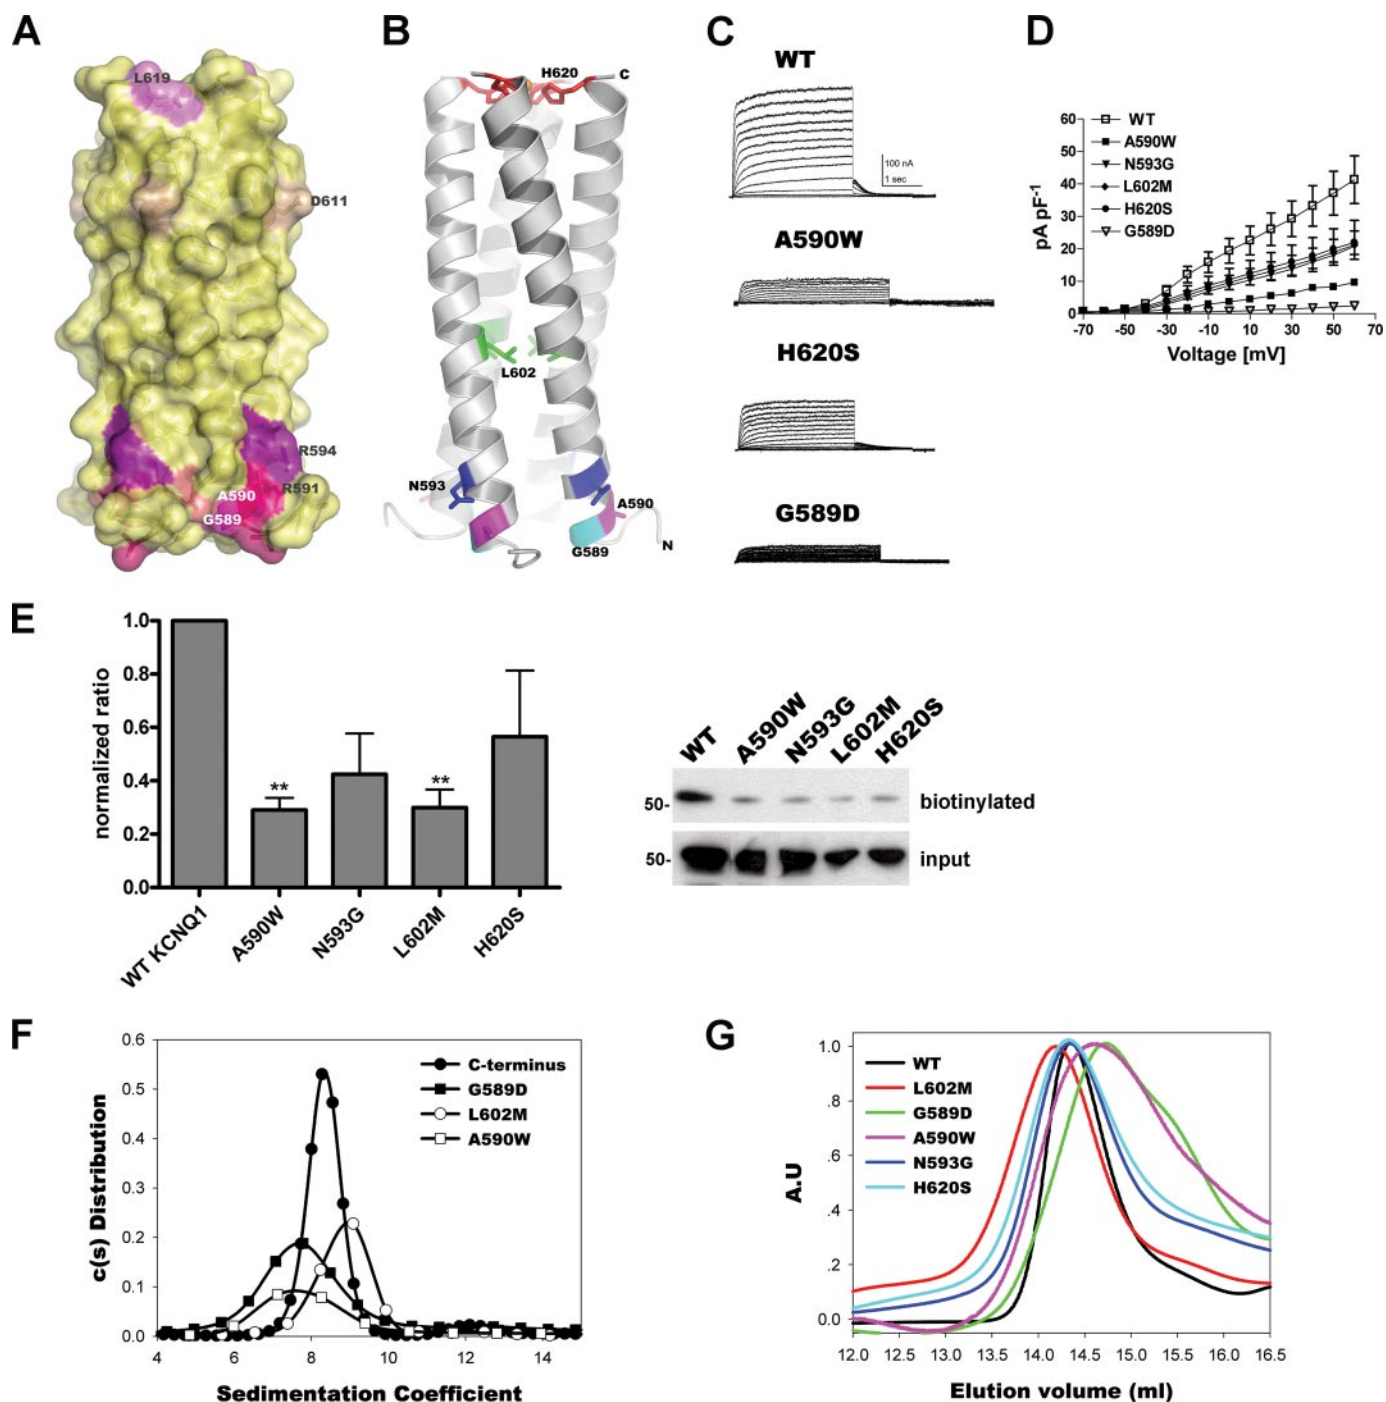 A
L619
D611
R594
R591
A590
G589
B
H620
C
L602
N593
A590
G589
N
C
WT
100 nA
1 sec
A590W
H620S
G589D
D
WT
A590W
N593G
L602M
H620S
G589D
pA pF-1
60
50
40
30
20
10
0
-70 -50 -30 -10 10 30 50 70
Voltage [mV]
E
normalized ratio
1.0
0.8
0.6
0.4
0.2
0.0
**
**
WT KCNQ1
A590W
N593G
L602M
H620S
WT
A590W
N593G
L602M
H620S
50-
biotinylated
50-
input
F
c(s) Distribution
0.6
0.5
0.4
0.3
0.2
0.1
0.0
C-terminus
G589D
L602M
A590W
4 6 8 10 12 14
Sedimentation Coefficient
G
A.U
1.0
.8
.6
.4
0.2
0.0
WT
L602M
G589D
A590W
N593G
H620S
12.0 12.5 13.0 13.5 14.0 14.5 15.0 15.5 16.0 16.5
Elution volume (ml)